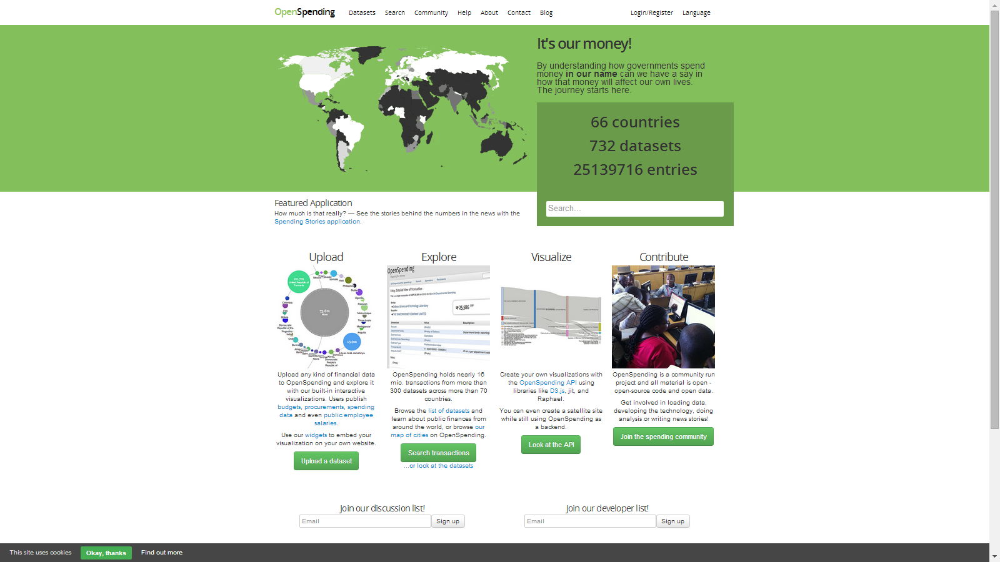 OpenSpending Datasets Search Community Help About Contact Blog Login/Register Language
It's our money!
By understanding how governments spend
money in our name can we have a say in
how that money will affect our own lives.
The journey starts here.
66 countries
732 datasets
25139716 entries
Search...
Featured Application
How much is that really? — See the stories behind the numbers in the news with the
Spending Stories application.
Upload
Upload any kind of financial data
to OpenSpending and explore it
with our built-in interactive
visualizations. Users publish
budgets, procurements, spending
data and even public employee
salaries.
Use our widgets to embed your
visualization on your own website.
Upload a dataset
Explore
OpenSpending
25,586
OpenSpending holds nearly 16
mio. transactions from more than
300 datasets across more than 70
countries.
Browse the list of datasets and
learn about public finances from
around the world, or browse our
map of cities on OpenSpending.
Search transactions
...or look at the datasets
Visualize
Create your own visualizations with
the OpenSpending API using
libraries like D3.js, jit, and
Raphael.
You can even create a satellite site
while still using OpenSpending as
a backend.
Look at the API
Contribute
OpenSpending is a community run
project and all material is open -
open-source code and open data.
Get involved in loading data,
developing the technology, doing
analysis or writing news stories!
Join the spending community
Join our discussion list!
Email Sign up
Join our developer list!
Email Sign up
This site uses cookies Okay, thanks Find out more